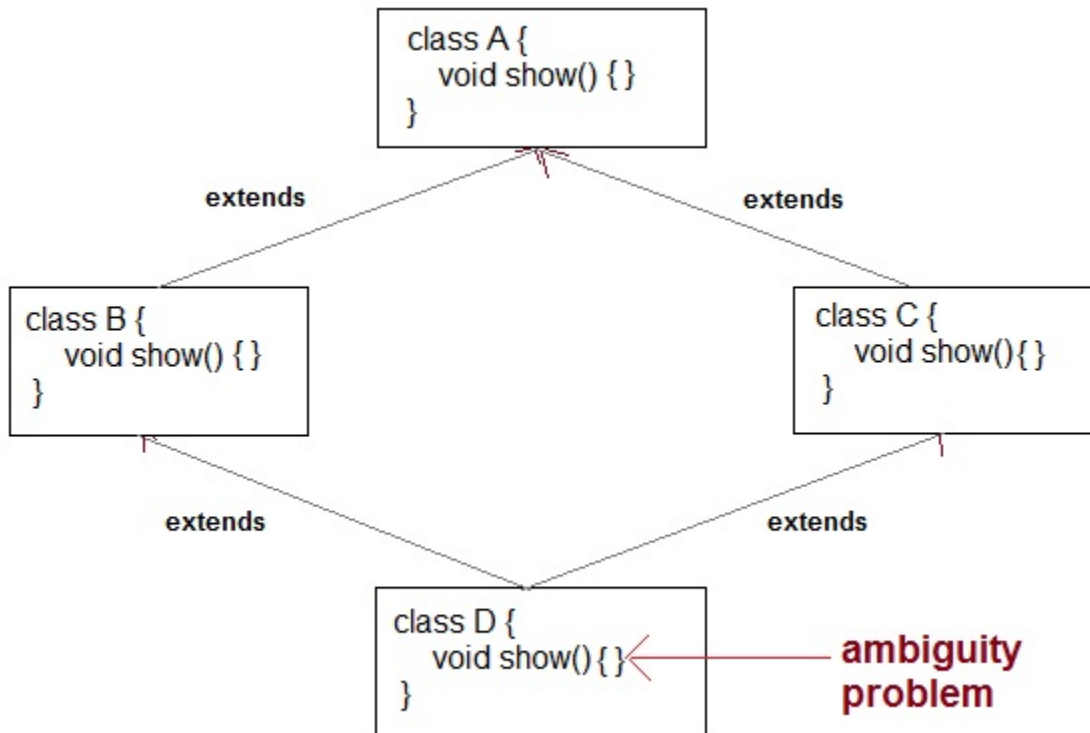 class A {
void show() { }
}
extends
extends
class B {
void show() { }
}
class C {
void show(){ }
}
extends
extends
class D {
void show(){ }
}
ambiguity
problem